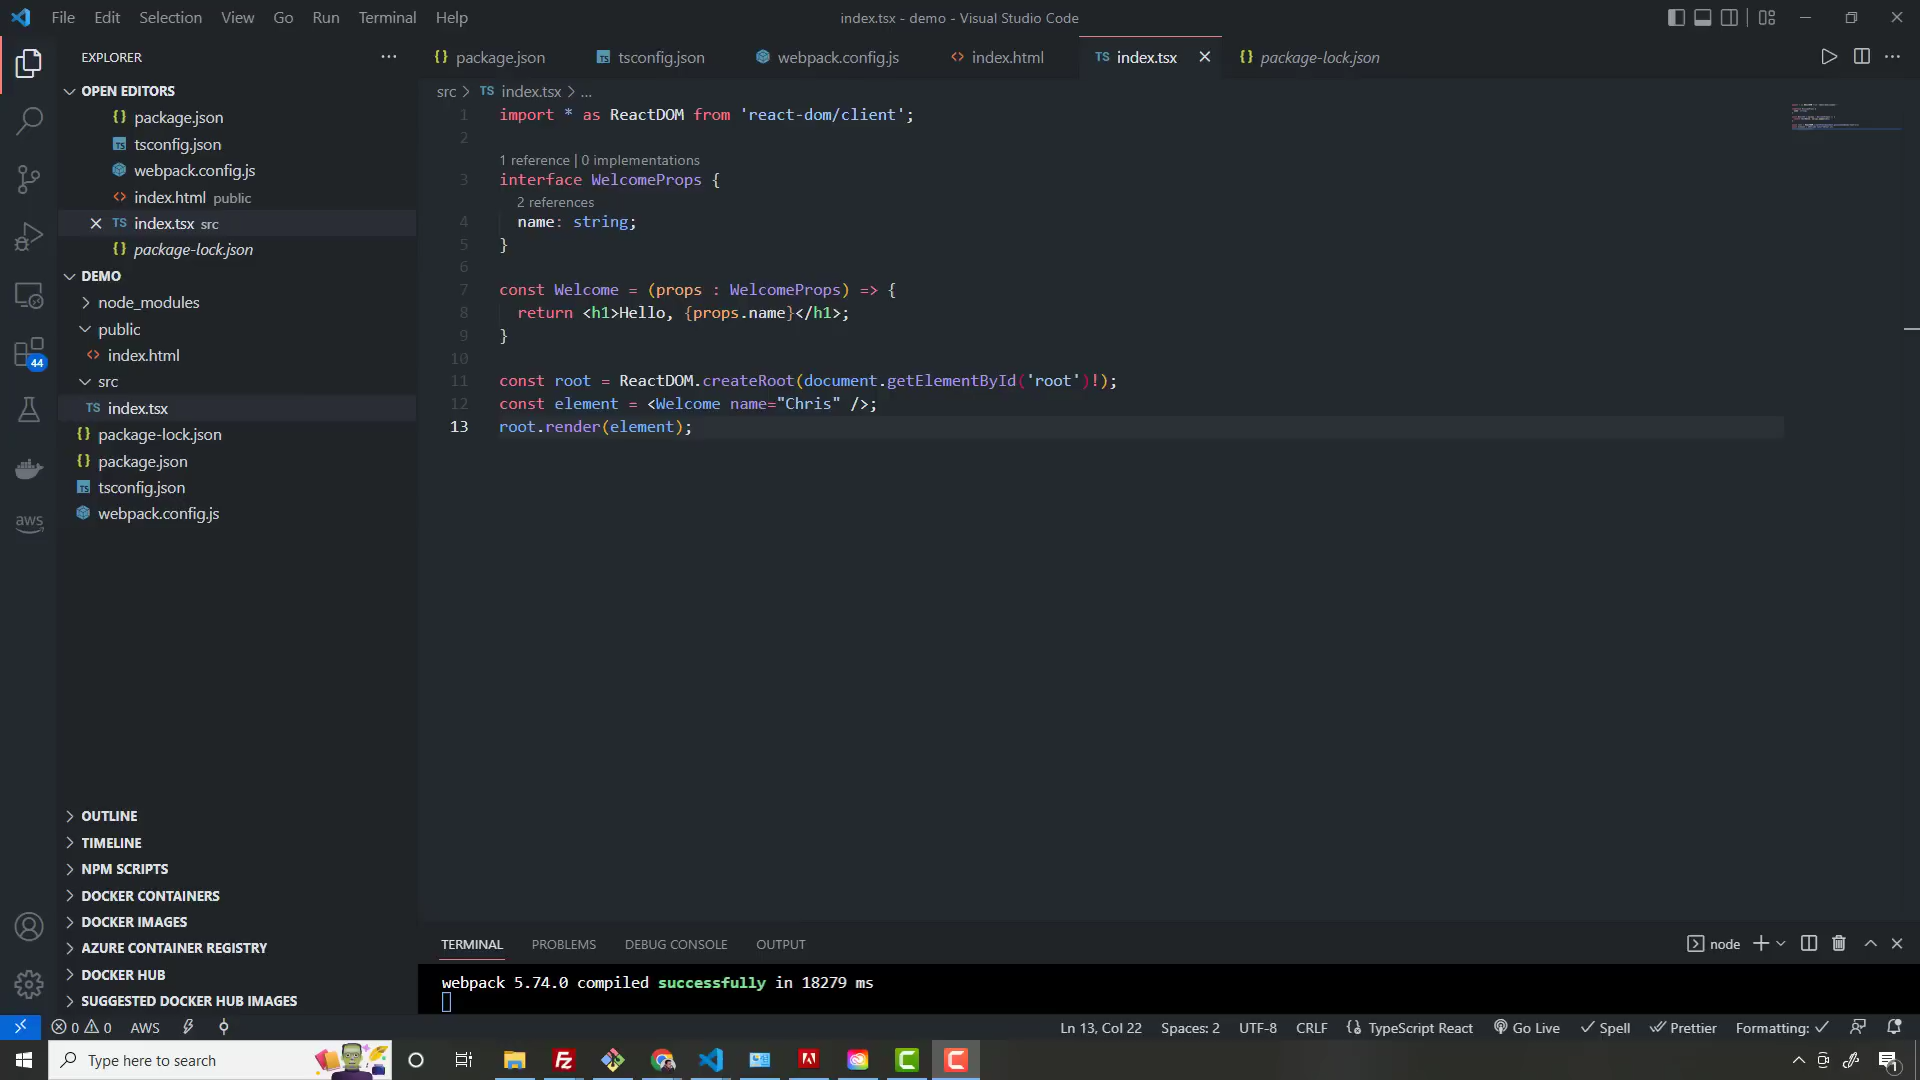 File Edit Selection View Go Run Terminal Help
index.tsx - demo - Visual Studio Code
EXPLORER
OPEN EDITORS
package.json
tsconfig.json
webpack.config.js
index.html public
TS index.tsx src
package-lock.json
DEMO
node_modules
public
index.html
src
TS index.tsx
package-lock.json
package.json
tsconfig.json
webpack.config.js
OUTLINE
TIMELINE
NPM SCRIPTS
DOCKER CONTAINERS
DOCKER IMAGES
AZURE CONTAINER REGISTRY
DOCKER HUB
SUGGESTED DOCKER HUB IMAGES
44
aws
package.json tsconfig.json webpack.config.js index.html TS index.tsx package-lock.json
src > TS index.tsx > ...
1 import * as ReactDOM from 'react-dom/client';
2
1 reference | 0 implementations
3 interface WelcomeProps {
2 references
4 name: string;
5 }
6
7 const Welcome = (props : WelcomeProps) => {
8 return <h1>Hello, {props.name}</h1>;
9 }
10
11 const root = ReactDOM.createRoot(document.getElementById('root')!);
12 const element = <Welcome name="Chris" />;
13 root.render(element);
TERMINAL PROBLEMS DEBUG CONSOLE OUTPUT
node
webpack 5.74.0 compiled successfully in 18279 ms
0 0 AWS
Ln 13, Col 22 Spaces: 2 UTF-8 CRLF TypeScript React Go Live Spell Prettier Formatting:
Type here to search
1